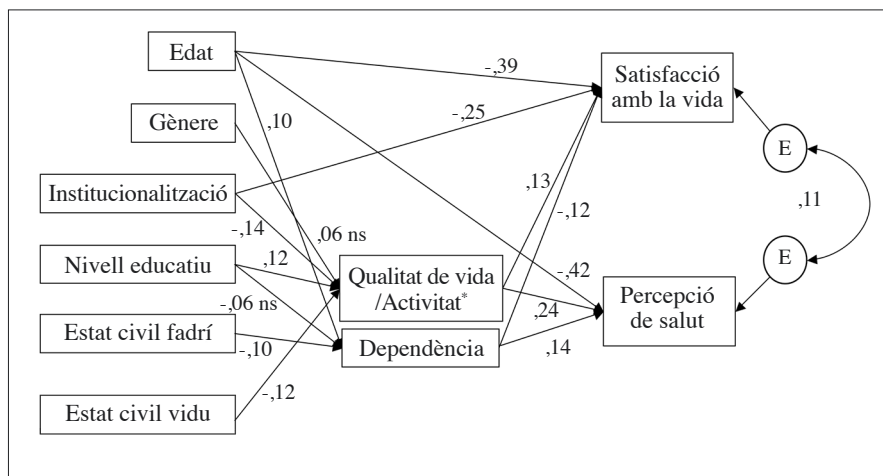 Edat
-,39
Satisfacció
amb la vida
Gènere
,10
-,25
E
Institucionalització
,13
,11
-,14
-,12
,06 ns
Nivell educatiu
,12
Qualitat de vida
/Activitat*
-,42
E
-,06 ns
Percepció
de salut
Estat civil fadrí
-,10
Dependència
,24
,14
Estat civil vidu
-,12